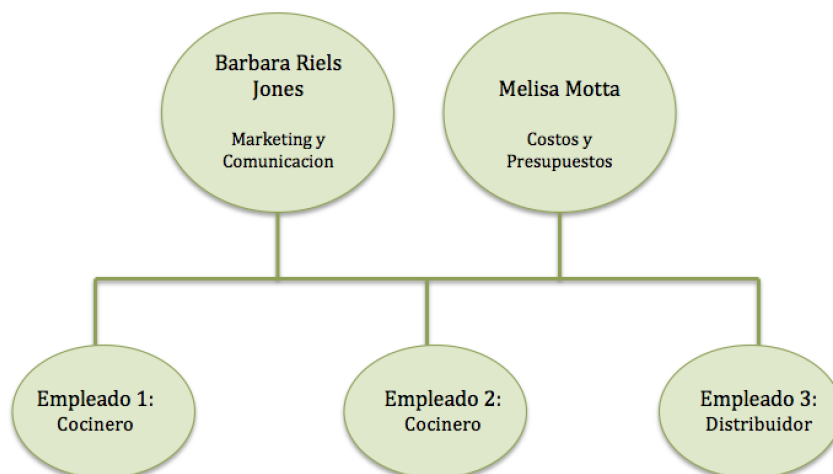 Barbara Riels
Jones
Marketing y
Comunicacion
Melisa Motta
Costos y
Presupuestos
Empleado 1:
Cocinero
Empleado 2:
Cocinero
Empleado 3:
Distribuidor